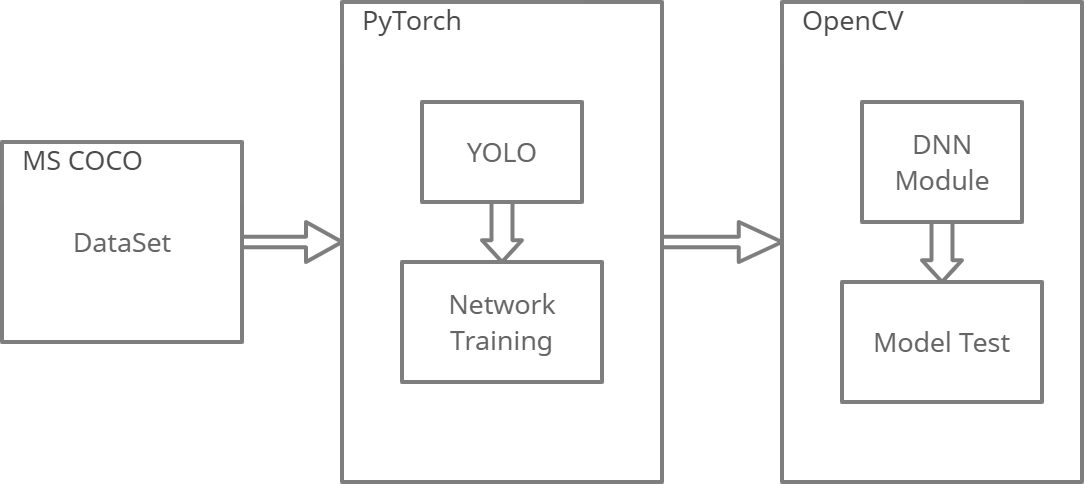 MS COCO
DataSet
PyTorch
YOLO
Network
Training
OpenCV
DNN
Module
Model Test